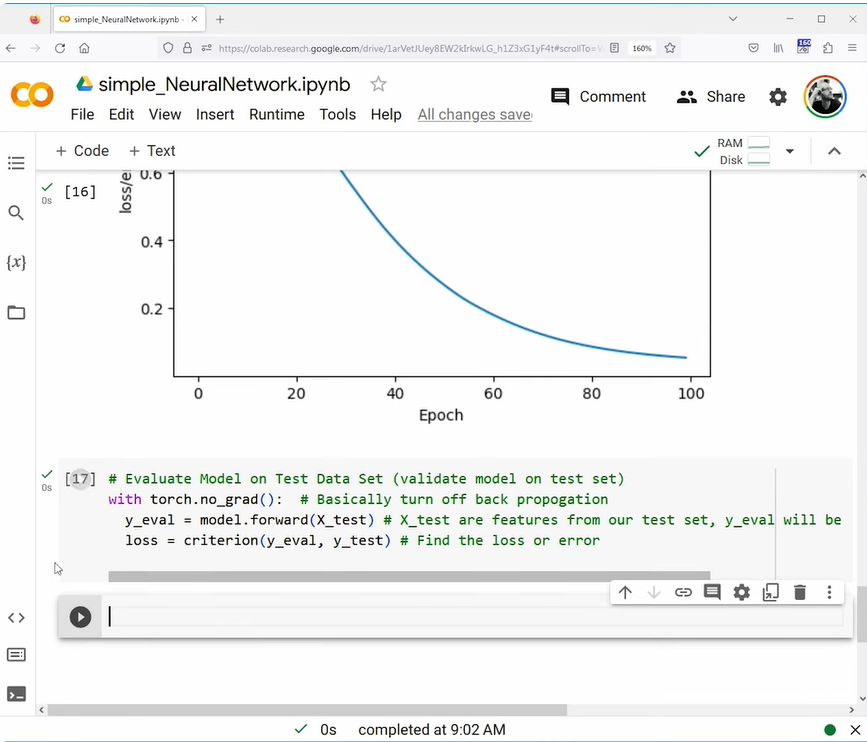 simple_NeuralNetwork.ipynb -
https://colab.research.google.com/drive/1arVetJUey8EW2kIrkwLG_h1Z3xG1yF4t#scrollTo=
160%
160
simple_NeuralNetwork.ipynb
File Edit View Insert Runtime Tools Help All changes save
Comment
Share
+ Code + Text
RAM
Disk
0s
[16]
loss/e
0.6
0.4
0.2
0 20 40 60 80 100
Epoch
0s
[17]
# Evaluate Model on Test Data Set (validate model on test set)
with torch.no_grad():  # Basically turn off back propogation
  y_eval = model.forward(X_test) # X_test are features from our test set, y_eval will be
  loss = criterion(y_eval, y_test) # Find the loss or error
{x}
0s completed at 9:02 AM